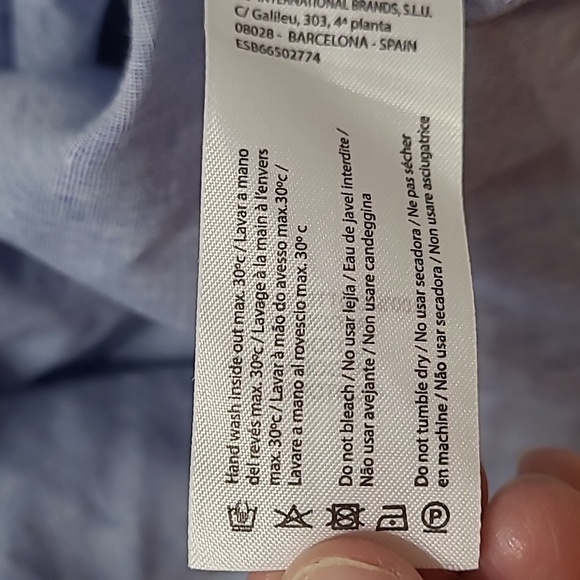 INTERNATIONAL BRANDS, S.L.U.
C/ Galileu, 303, 4ª planta
08028 - BARCELONA - SPAIN
ESB66502774
Hand wash inside out max. 30ºc / Lavar a mano
del revés max. 30ºc / Lavage à la main à l'envers
max. 30ºc / Lavar à mão do avesso max.30ºc /
Lavare a mano al rovescio max. 30º c
Do not bleach / No usar lejía / Eau de javel interdite /
Não usar avejante / Non usare candeggina
Do not tumble dry / No usar secadora / Ne pas sécher
en machine / Não usar secadora / Non usare asclugatrice
P